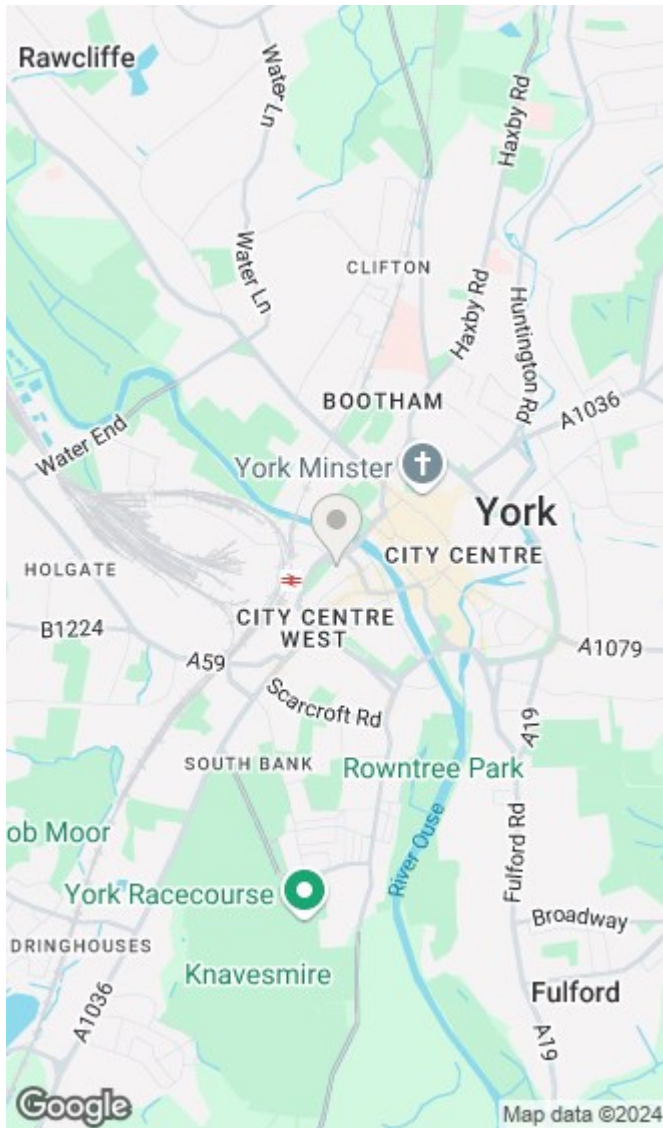 Rawcliffe
Water Ln
Haxby Rd
Water Ln
CLIFTON
Haxby Rd
Huntington Rd
BOOTHAM
A1036
Water End
York Minster
York
CITY CENTRE
HOLGATE
CITY CENTRE
WEST
B1224
A59
A1079
Scarcroft Rd
A19
SOUTH BANK
Rowntree Park
ob Moor
River Ouse
Fulford Rd
York Racecourse
Broadway
DRINGHOUSES
Knavesmire
A1036
Fulford
A19
Google
Map data ©2024